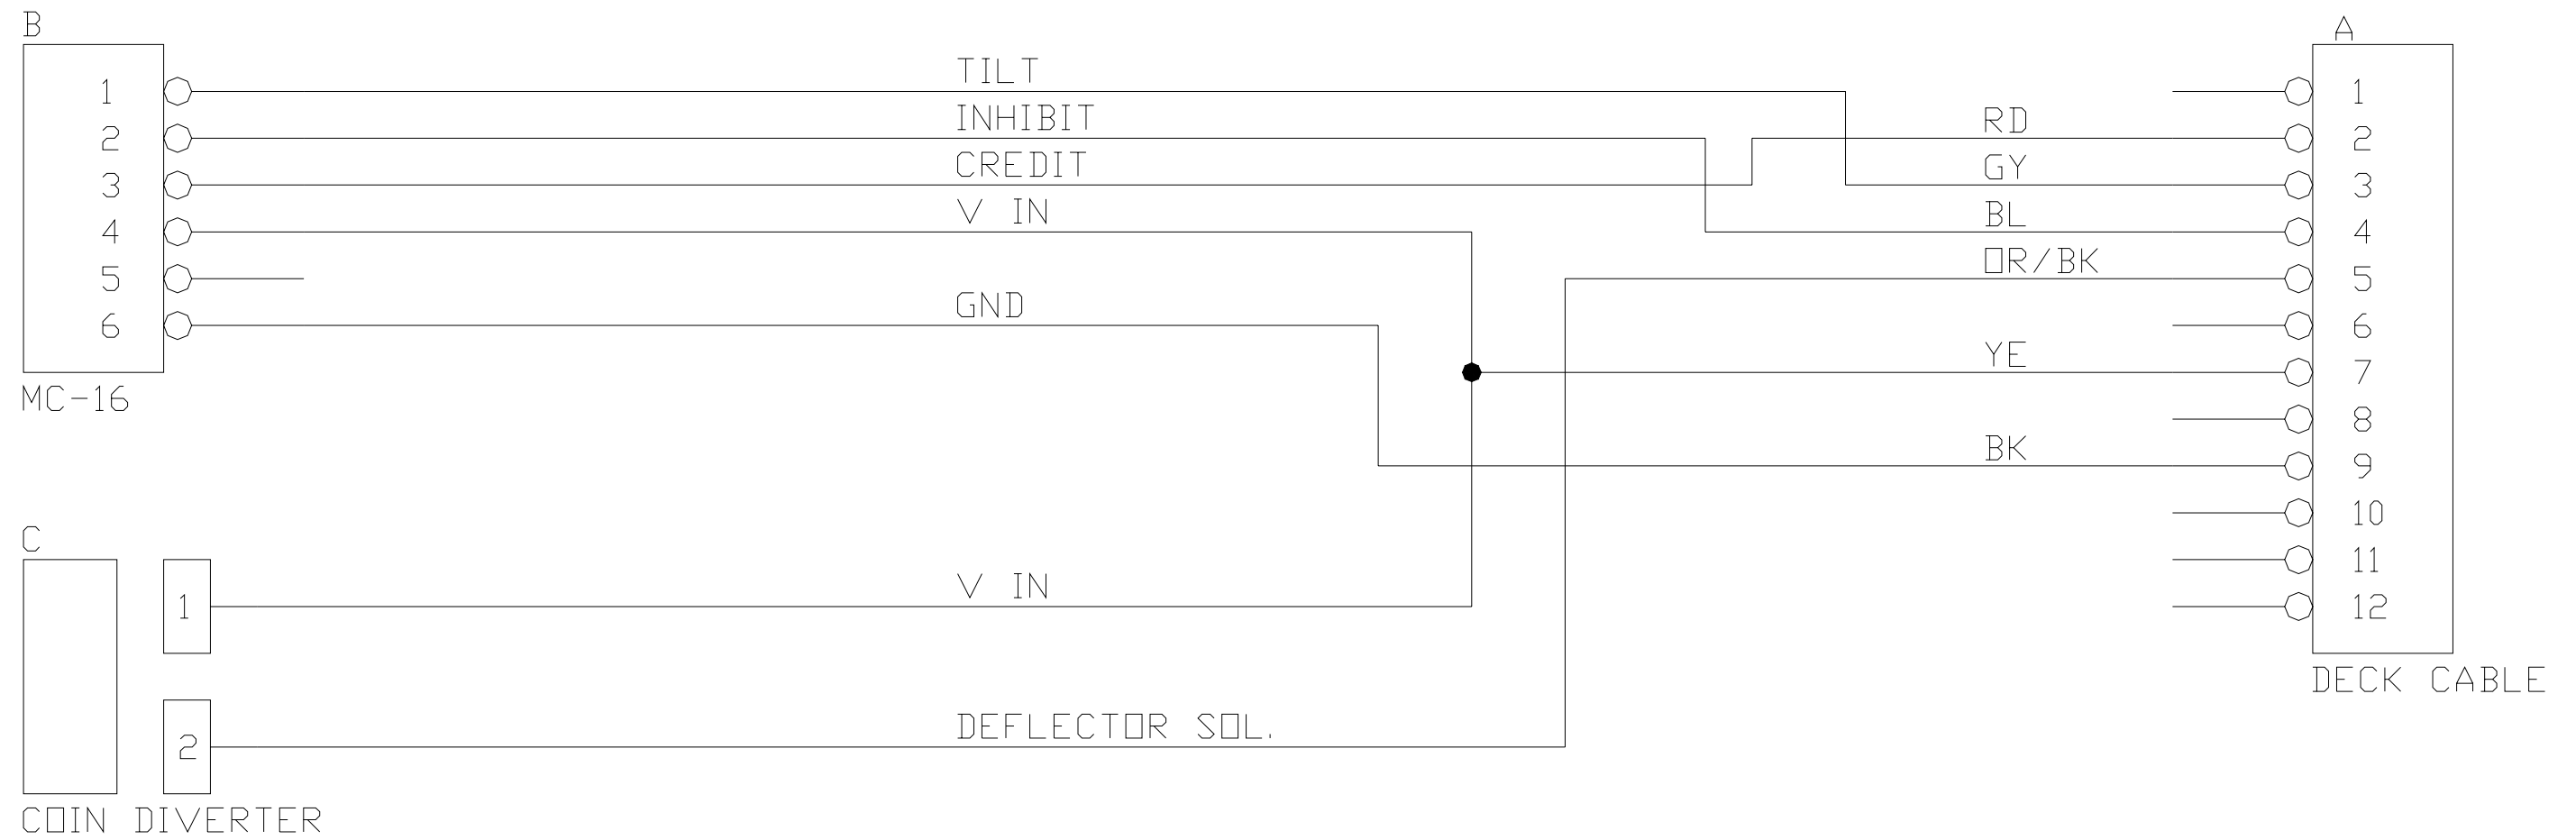 B
A
TILT
1
1
INHIBIT
RD
2
2
CREDIT
GY
3
3
V IN
BL
4
4
OR/BK
5
5
GND
6
6
YE
7
MC-16
8
BK
9
10
C
11
V IN
1
12
DECK CABLE
DEFLECTOR SOL.
2
COIN DIVERTER